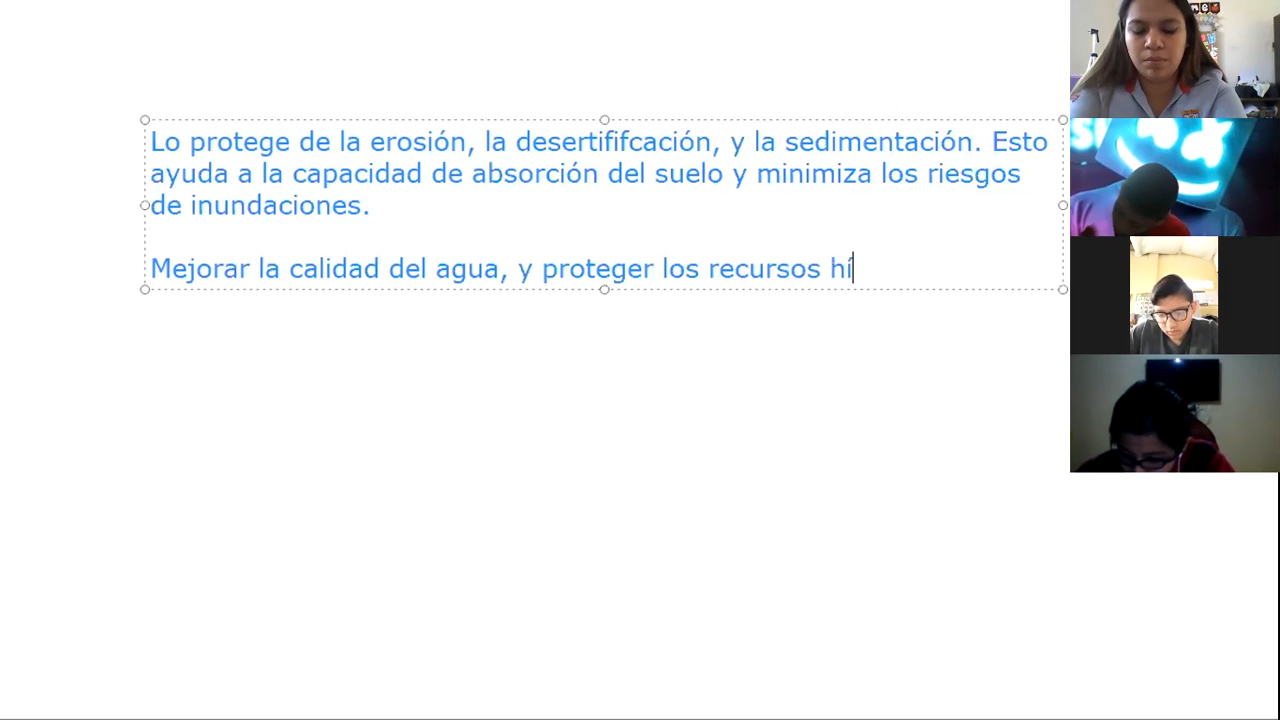 Lo protege de la erosión, la desertififcación, y la sedimentación. Esto
ayuda a la capacidad de absorción del suelo y minimiza los riesgos
de inundaciones.
Mejorar la calidad del agua, y proteger los recursos hí